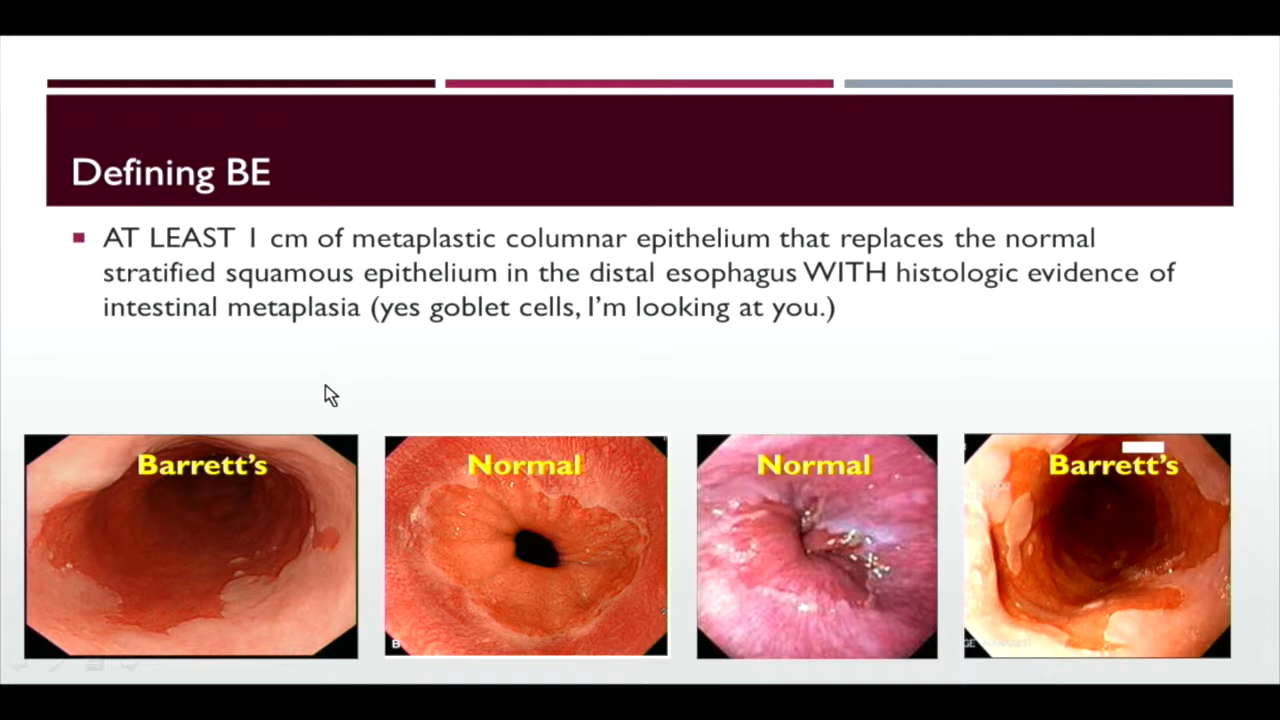 Defining BE
AT LEAST 1 cm of metaplastic columnar epithelium that replaces the normal
stratified squamous epithelium in the distal esophagus WITH histologic evidence of
intestinal metaplasia (yes goblet cells, I'm looking at you.)
Barrett's
Normal
Normal
Barrett's
B